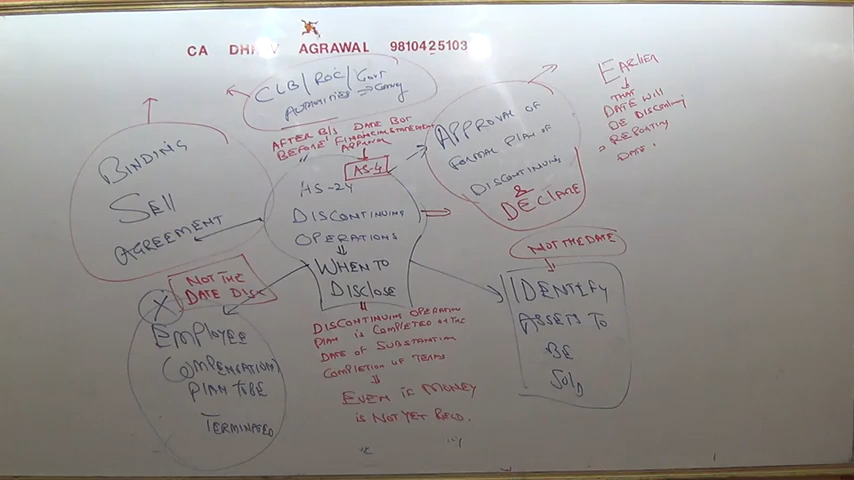 CA DH V AGRAWAL 9810425103
CLB/ROC/Govt
AUTHORITIES
AFTER B/S DATE BUT
BEFORE FINANCIAL STATEMENT
APPROVAL
AS-4
BINDING
SELL
AGREEMENT
AS-24
DISCONTINUING
OPERATIONS
WHEN TO
DISCLOSE
APPROVAL OF
FORMAL PLAN OF
DISCONTINUING
&
DECLARE
EARLIER
THAT
DATE WILL
BE DISCONTINUING
= REPORTING
DATE.
NOT THE
DATE
EMPLOYEE
COMPENSATION
PLAN TO BE
TERMINATED
NOT THE DATE
IDENTIFY
ASSETS TO
BE
SOLD
DISCONTINUING OPERATION
PLAN IS COMPLETED ON THE
DATE OF SUBSTANTIAL
COMPLETION OF TERMS
EVEN IF MONEY
IS NOT YET RECD.